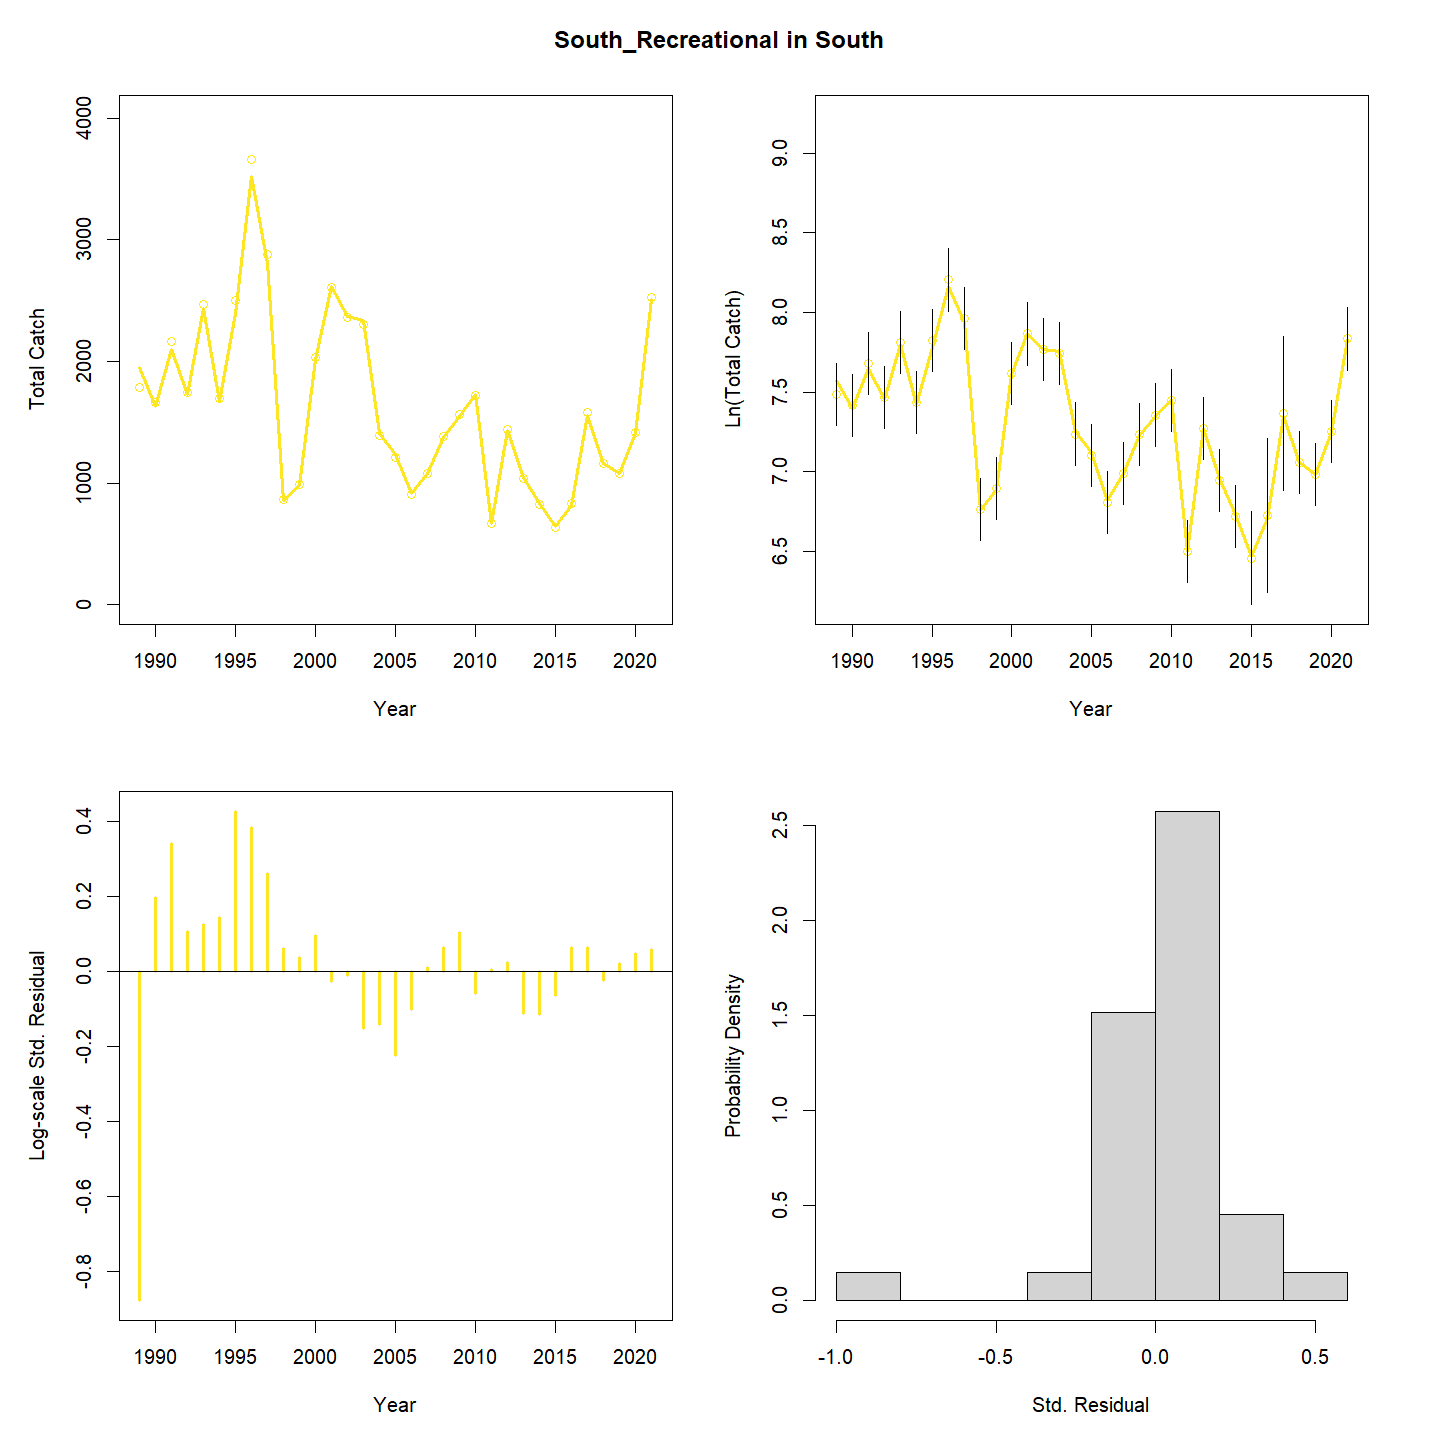 South_Recreational in South
Total Catch
4000
3000
2000
1000
0
1990 1995 2000 2005 2010 2015 2020
Year
Ln(Total Catch)
9.0
8.5
8.0
7.5
7.0
6.5
1990 1995 2000 2005 2010 2015 2020
Year
Log-scale Std. Residual
0.4
0.2
0.0
-0.2
-0.4
-0.6
-0.8
1990 1995 2000 2005 2010 2015 2020
Year
Probability Density
2.5
2.0
1.5
1.0
0.5
0.0
-1.0 -0.5 0.0 0.5
Std. Residual